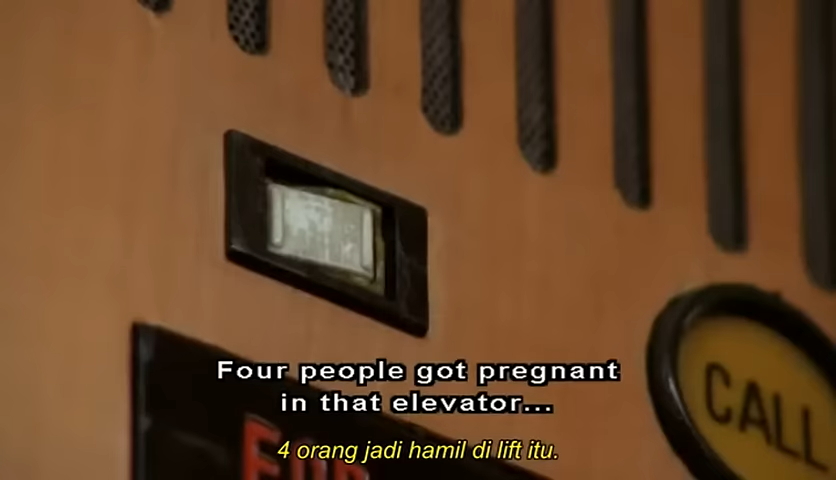 CALL
Four people got pregnant
in that elevator...
4 orang jadi hamil di lift itu.